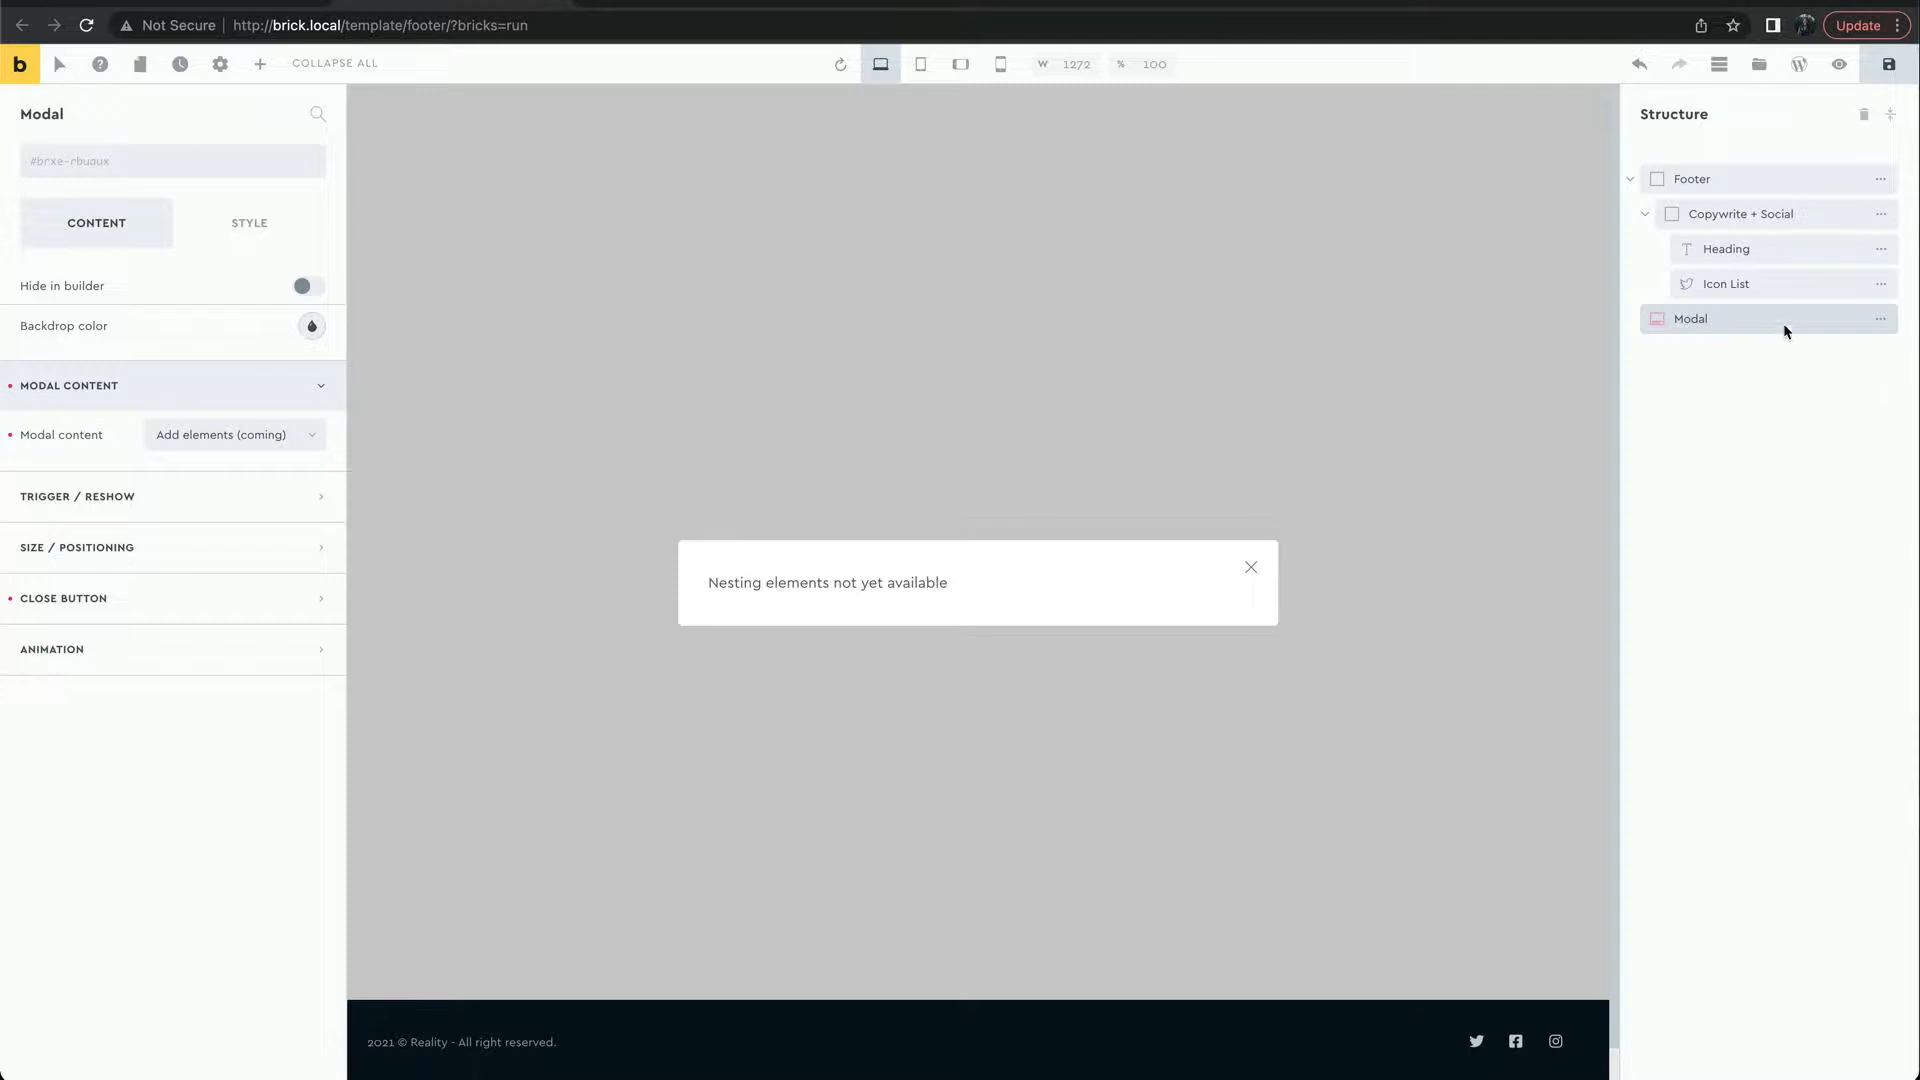 Not Secure
http://brick.local/template/footer/?bricks=run
Update
b
COLLAPSE ALL
W 1272 % 100
Modal
#brxe-rbuaux
CONTENT
STYLE
Hide in builder
Backdrop color
MODAL CONTENT
Modal content
Add elements (coming)
TRIGGER / RESHOW
SIZE / POSITIONING
CLOSE BUTTON
ANIMATION
Nesting elements not yet available
2021 © Reality - All right reserved.
Structure
Footer
Copywrite + Social
Heading
Icon List
Modal